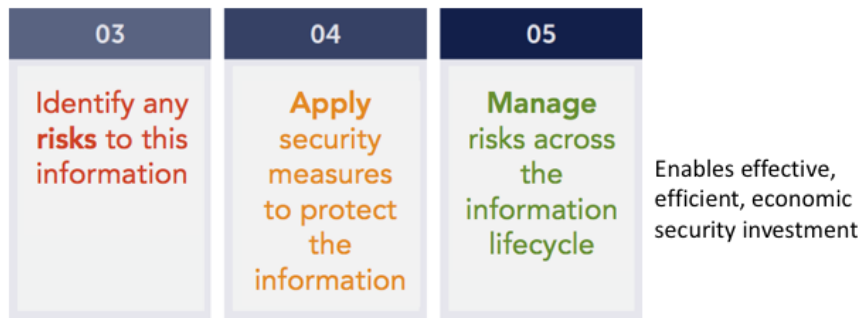 03
Identify any
risks to this
information
04
Apply
security
measures
to protect
the
information
05
Manage
risks across
the
information
lifecycle
Enables effective,
efficient, economic
security investment